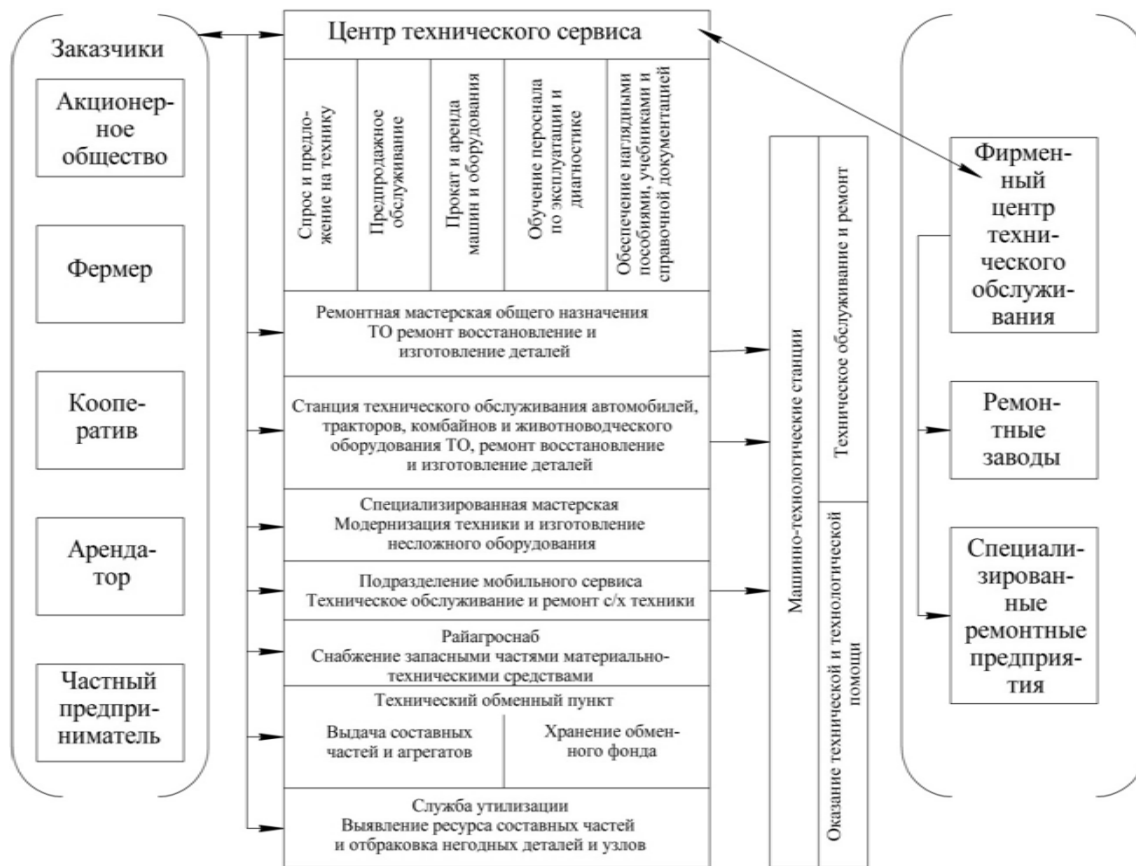 Заказчики
Акционер-
ное
общество
Фермер
Коопе-
ратив
Аренда-
тор
Частный
предпри-
ниматель
Центр технического сервиса
Спрос и предло-
жение на технику
Предпродажное
обслуживание
Прокат и аренда
машин и оборудования
Обучение пероснала
по эксплуатации и
диагностике
Обеспечение наглядными
пособиями, учебниками и
справочной документацией
Ремонтная мастерская общего назначения
ТО ремонт восстановление и
изготовление деталей
Станция технического обслуживания автомобилей,
тракторов, комбайнов и животноводческого
оборудования ТО, ремонт восстановление
и изготовление деталей
Специализированная мастерская
Модернизация техники и изготовление
несложного оборудования
Подразделение мобильного сервиса
Техническое обслуживание и ремонт с/х техники
Райагроснаб
Снабжение запасными частями материально-
техническими средствами
Технический обменный пункт
Выдача составных
частей и агрегатов
Хранение обмен-
ного фонда
Служба утилизации
Выявление ресурса составных частей
и отбраковка негодных деталей и узлов
Машинно-технологические станции
Техническое обслуживание и ремонт
Оказание технической и технологической
помощи
Фирмен-
ный
центр
техни-
ческого
обслужи-
вания
Ремон-
тные
заводы
Специали-
зирован-
ные
ремонтные
предприя-
тия